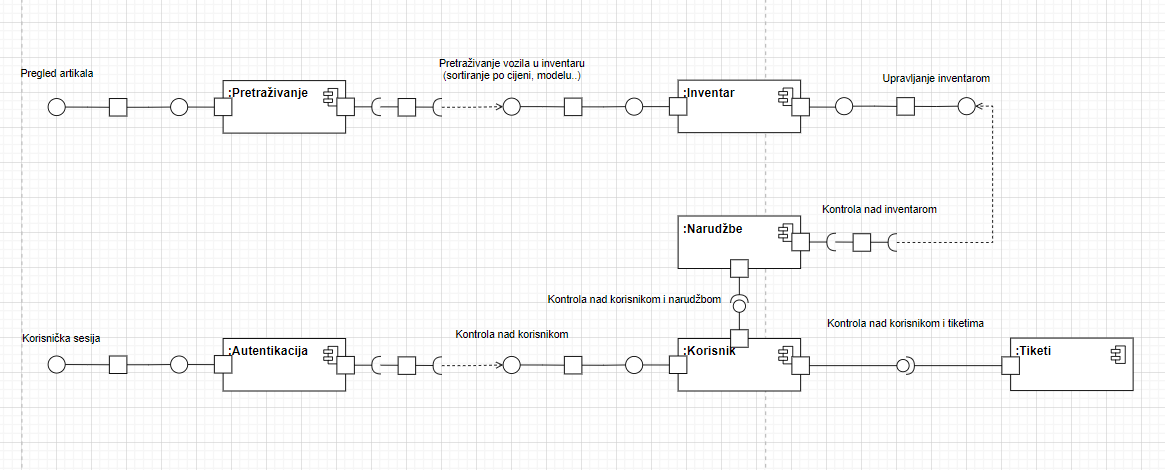 Pregled artikala
Pretraživanje vozila u inventaru
(sortiranje po cijeni, modelu..)
Upravljanje inventarom
:Pretraživanje
:Inventar
Kontrola nad inventarom
:Narudžbe
Kontrola nad korisnikom i narudžbom
Korisnička sesija
Kontrola nad korisnikom
Kontrola nad korisnikom i tiketima
:Autentikacija
:Korisnik
:Tiketi